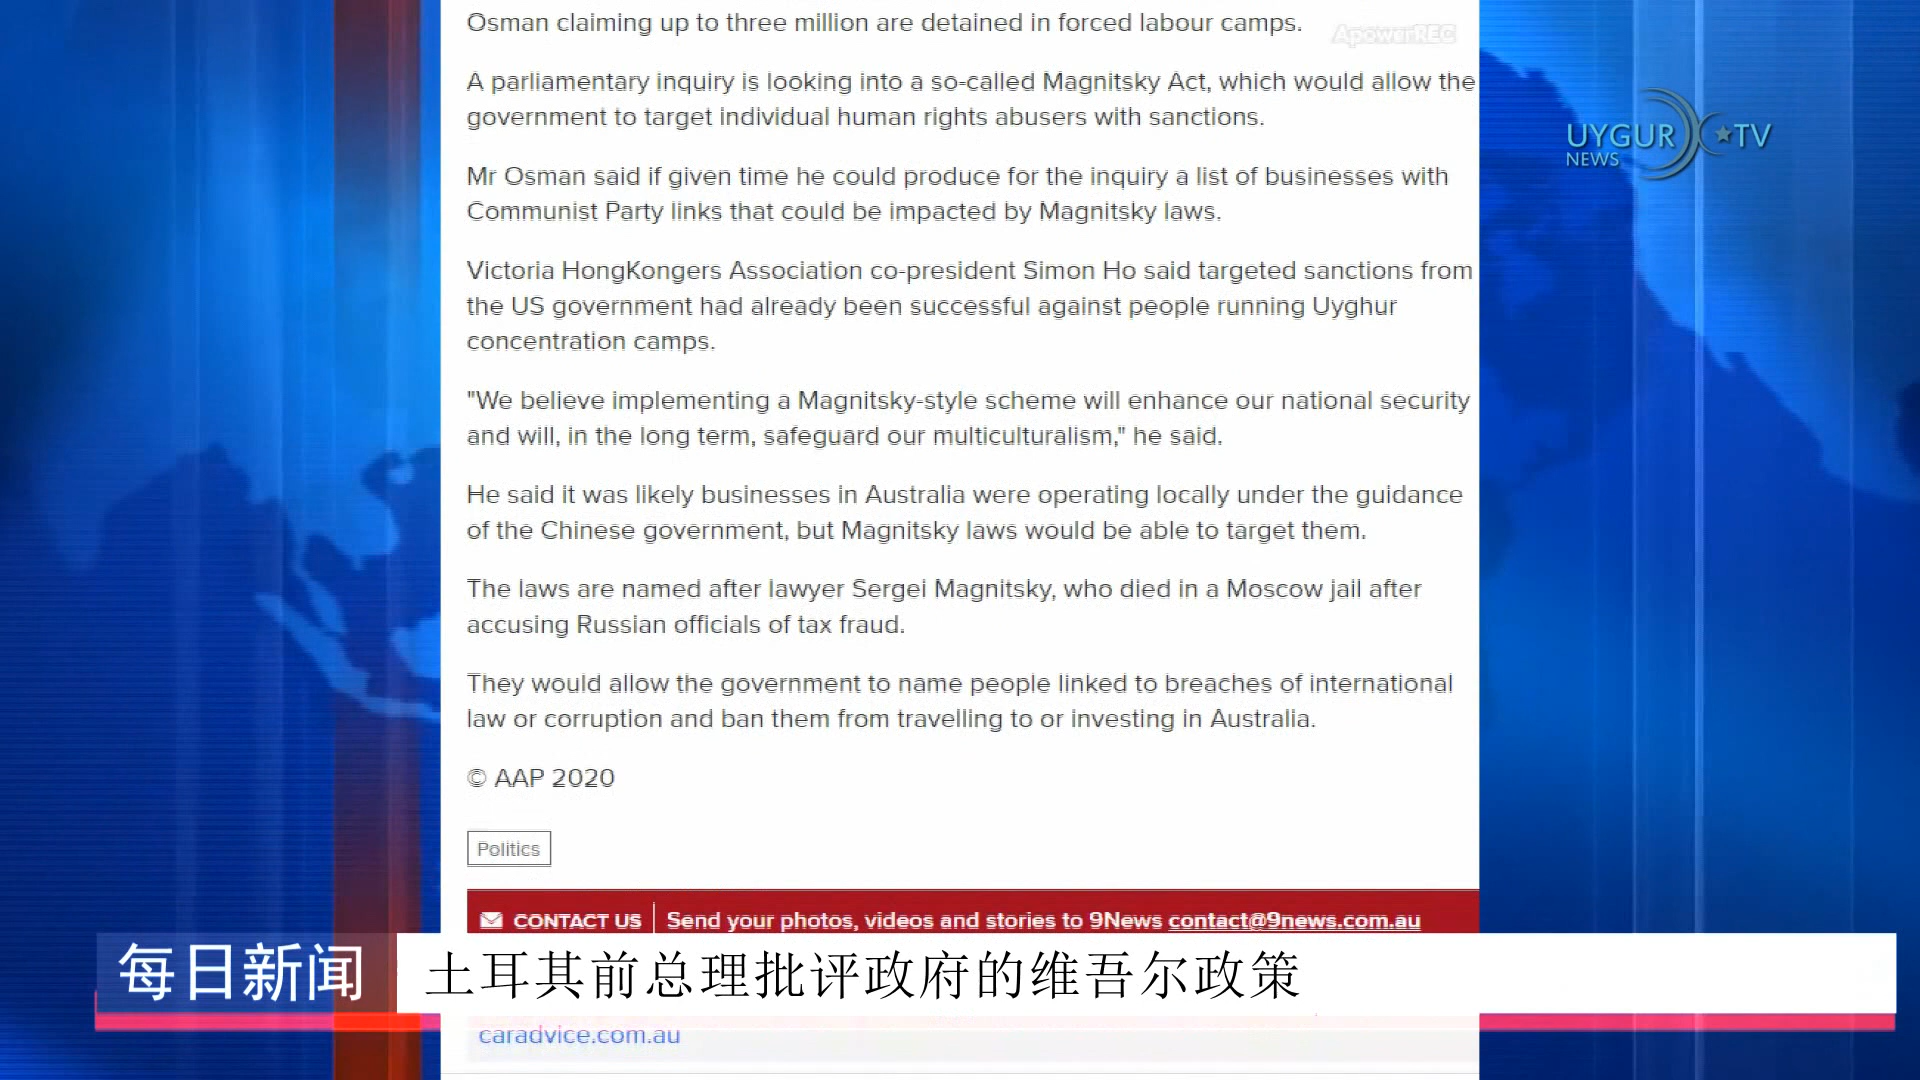 Osman claiming up to three million are detained in forced labour camps.
ApowerREC
A parliamentary inquiry is looking into a so-called Magnitsky Act, which would allow the
government to target individual human rights abusers with sanctions.
UYGUR TV
NEWS
Mr Osman said if given time he could produce for the inquiry a list of businesses with
Communist Party links that could be impacted by Magnitsky laws.
Victoria HongKongers Association co-president Simon Ho said targeted sanctions from
the US government had already been successful against people running Uyghur
concentration camps.
"We believe implementing a Magnitsky-style scheme will enhance our national security
and will, in the long term, safeguard our multiculturalism," he said.
He said it was likely businesses in Australia were operating locally under the guidance
of the Chinese government, but Magnitsky laws would be able to target them.
The laws are named after lawyer Sergei Magnitsky, who died in a Moscow jail after
accusing Russian officials of tax fraud.
They would allow the government to name people linked to breaches of international
law or corruption and ban them from travelling to or investing in Australia.
© AAP 2020
Politics
CONTACT US Send your photos, videos and stories to 9News contact@9news.com.au
每日新闻 土耳其前总理批评政府的维吾尔政策
caradvice.com.au